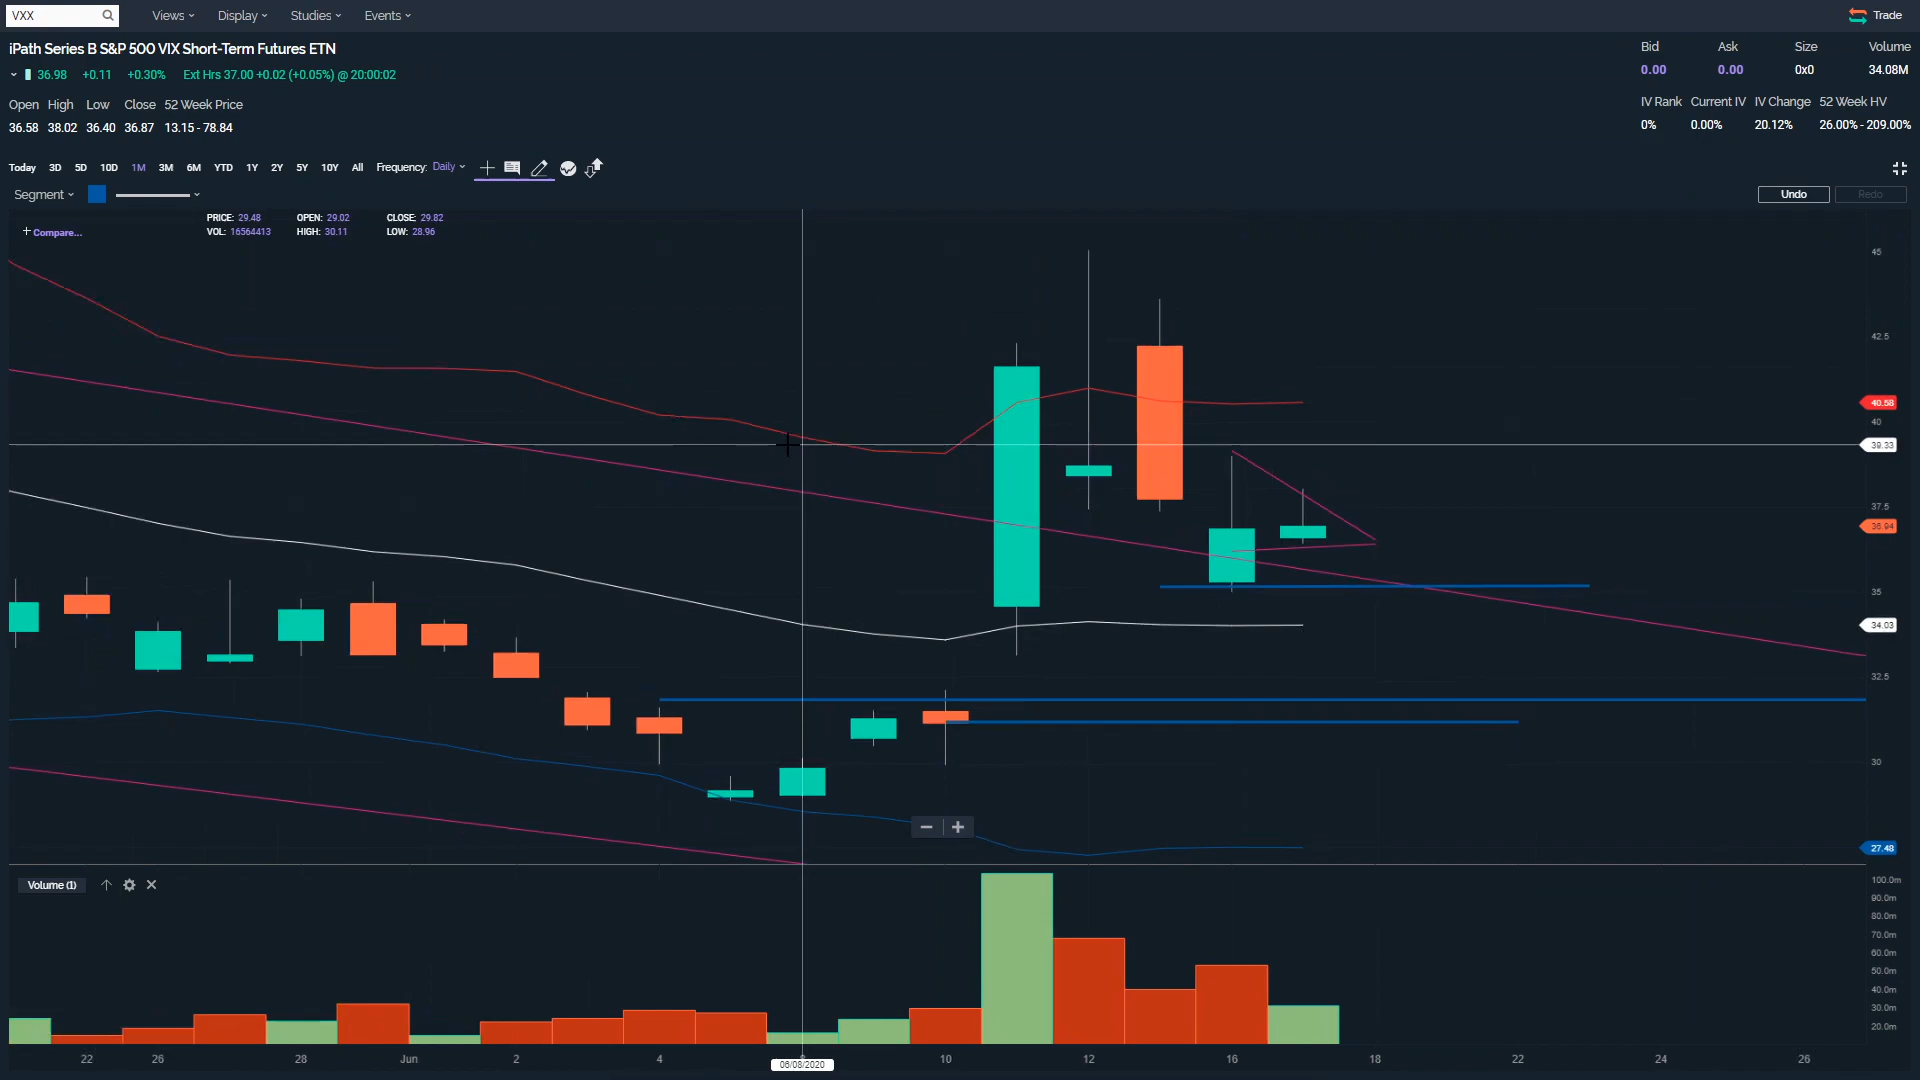 VXX Views Display Studies Events Trade
iPath Series B S&P 500 VIX Short-Term Futures ETN
36.98 +0.11 +0.30% Ext Hrs 37.00 +0.02 (+0.05%) @ 20:00:02
Open High Low Close 52 Week Price
36.58 38.02 36.40 36.87 13.15 - 78.84
Bid Ask Size Volume
0.00 0.00 0x0 34.08M
IV Rank Current IV IV Change 52 Week HV
0% 0.00% 20.12% 26.00% - 209.00%
Today 3D 5D 10D 1M 3M 6M YTD 1Y 2Y 5Y 10Y All Frequency: Daily
Segment Undo Redo
PRICE: 29.48 OPEN: 29.02 CLOSE: 29.82
+ Compare... VOL: 16564413 HIGH: 30.11 LOW: 28.96
45
42.5
40.58
40
39.33
37.5
36.94
35
34.03
32.5
30
27.48
Volume (1)
100.0m
90.0m
80.0m
70.0m
60.0m
50.0m
40.0m
30.0m
20.0m
22 26 28 Jun 2 4 10 12 16 18 22 24 26
06/08/2020